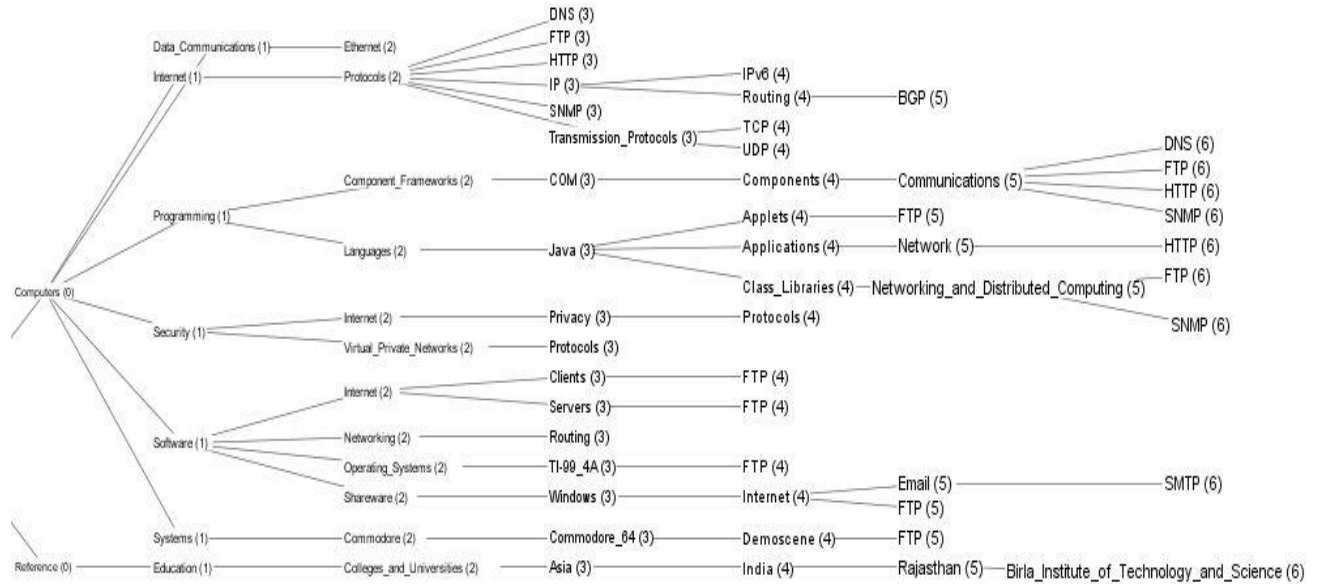 DNS (3)
FTP (3)
Data_Communications (1) Ethernet (2)
HTTP (3)
Internet (1) Protocols (2) IP (3) IPv6 (4)
Routing (4) BGP (5)
SNMP (3)
Transmission_Protocols (3) TCP (4)
UDP (4)
DNS (6)
FTP (6)
Component_Frameworks (2) COM (3) Components (4) Communications (5)
HTTP (6)
Programming (1) Applets (4) FTP (5) SNMP (6)
Languages (2) Java (3) Applications (4) Network (5) HTTP (6)
FTP (6)
Computers (0) Class_Libraries (4) Networking_and_Distributed_Computing (5)
Internet (2) Privacy (3) Protocols (4)
SNMP (6)
Security (1)
Virtual_Private_Networks (2) Protocols (3)
Clients (3) FTP (4)
Internet (2)
Servers (3) FTP (4)
Software (1) Networking (2) Routing (3)
Operating_Systems (2) TI-99_4A (3) FTP (4)
Email (5) SMTP (6)
Shareware (2) Windows (3) Internet (4)
FTP (5)
Systems (1) Commodore (2) Commodore_64 (3) Demoscene (4) FTP (5)
Reference (0) Education (1) Colleges_and_Universities (2) Asia (3) India (4) Rajasthan (5) Birla_Institute_of_Technology_and_Science (6)